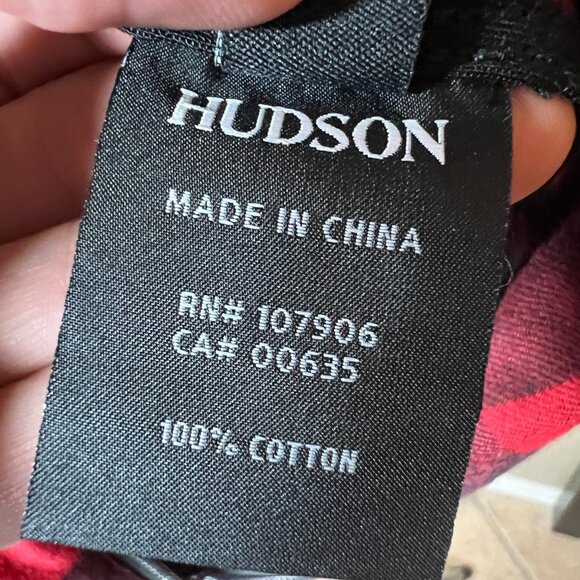 HUDSON
MADE IN CHINA
RN# 107906
CA# 00635
100% COTTON